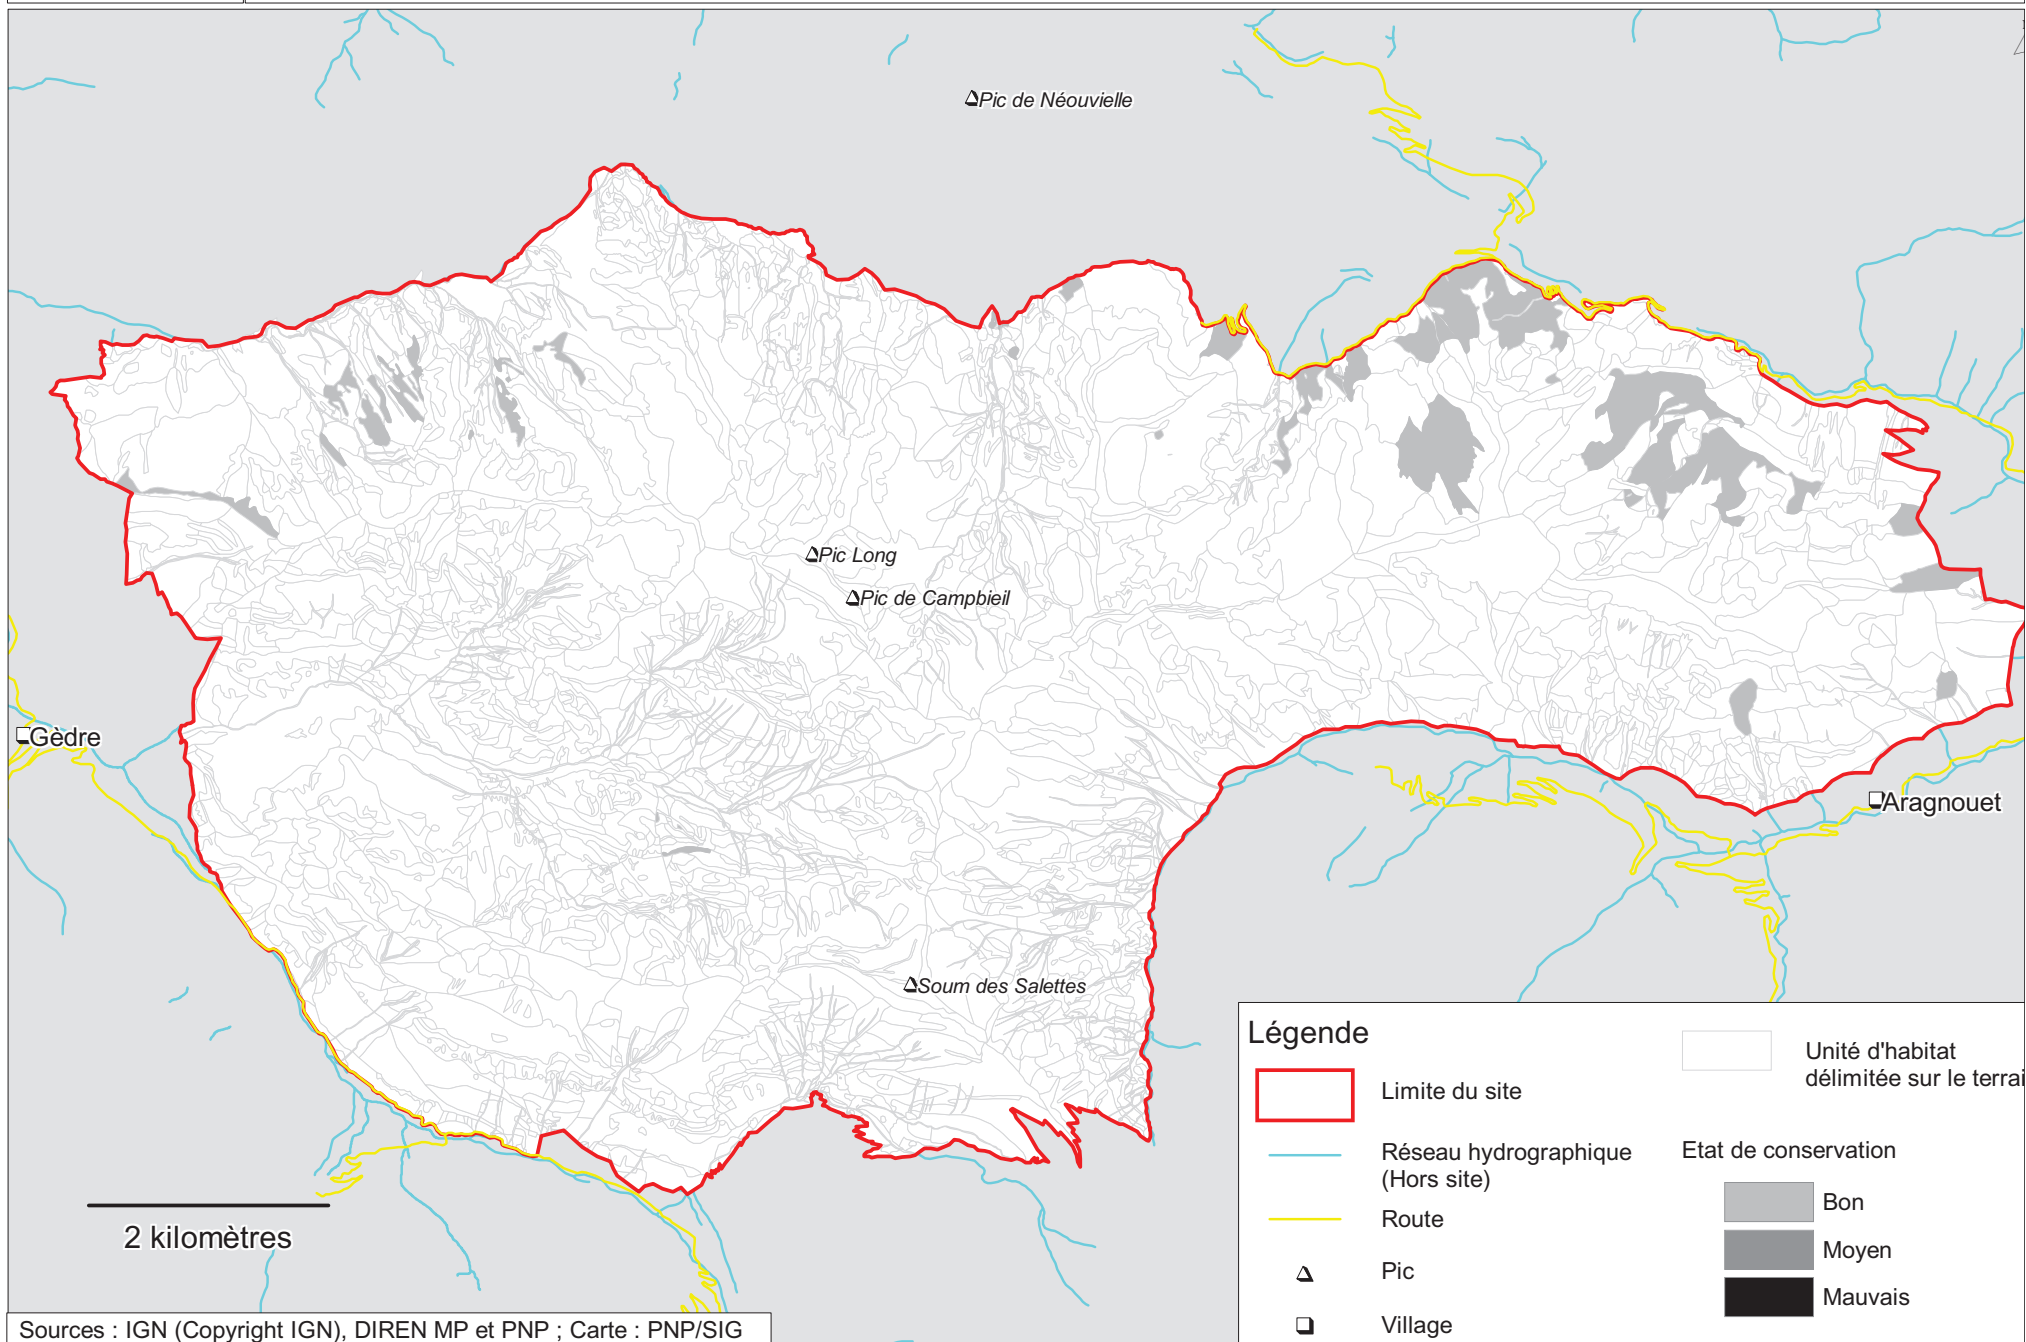 Pic de Néouvielle
Pic Long
Pic de Campbieil
Gèdre
Aragnouet
Soum des Salettes
2 kilomètres
Sources : IGN (Copyright IGN), DIREN MP et PNP ; Carte : PNP/SIG
Légende
Limite du site
Réseau hydrographique
(Hors site)
Route
Pic
Village
Unité d'habitat
délimitée sur le terrai
Etat de conservation
Bon
Moyen
Mauvais